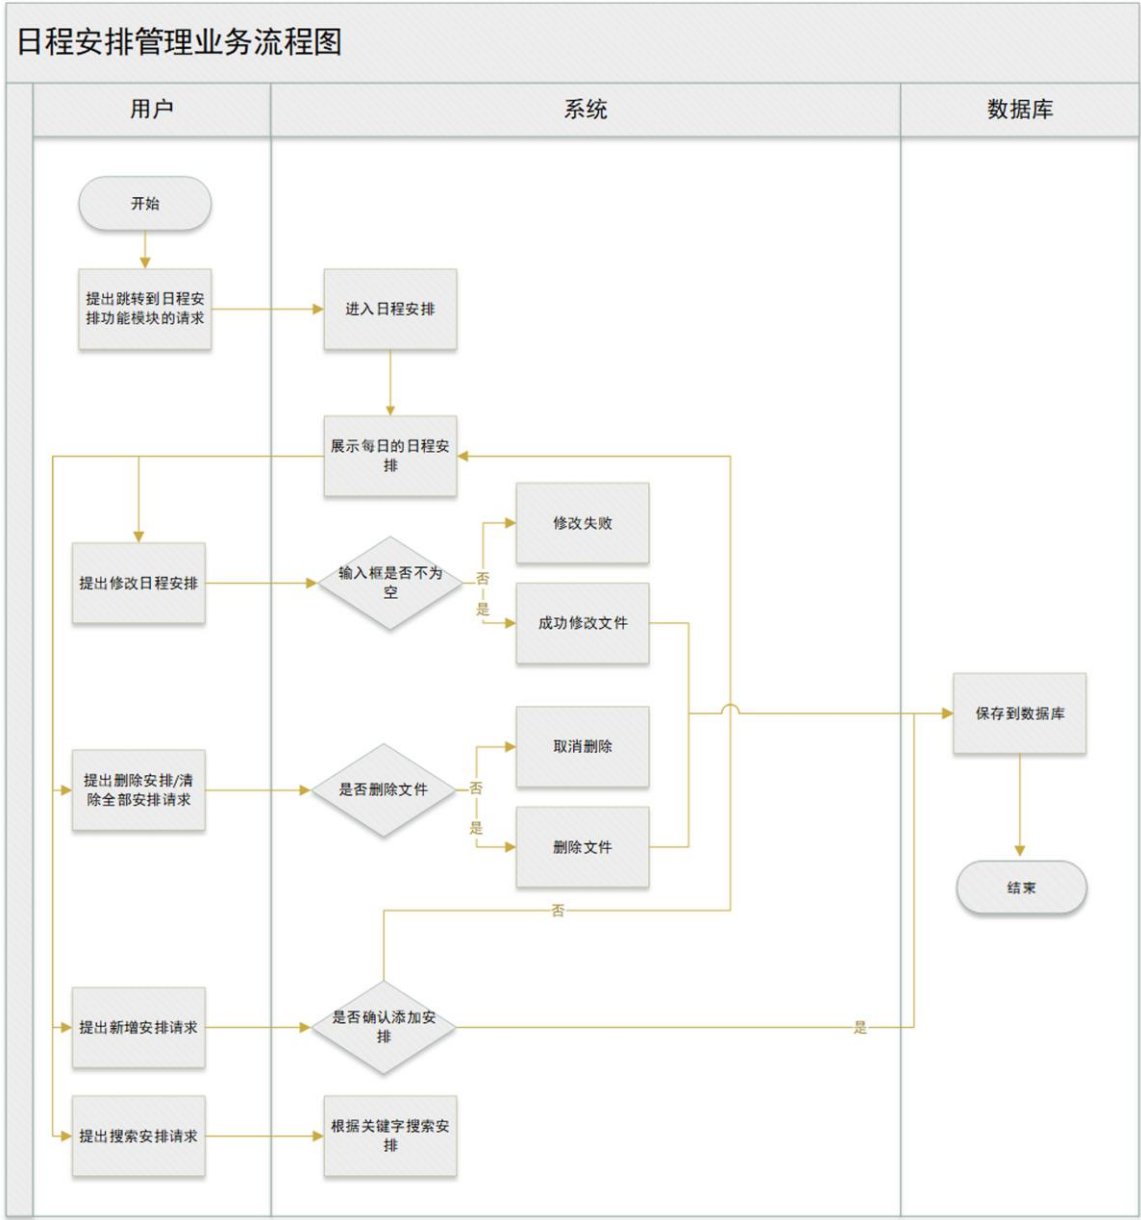 日程安排管理业务流程图
用户
系统
数据库
开始
提出跳转到日程安
排功能模块的请求
进入日程安排
展示每日的日程安
排
修改失败
提出修改日程安排
输入框是否不为
空
否
是
成功修改文件
保存到数据库
取消删除
提出删除安排/清
除全部安排请求
是否删除文件
否
是
删除文件
结束
否
提出新增安排请求
是否确认添加安
排
是
提出搜索安排请求
根据关键字搜索安
排